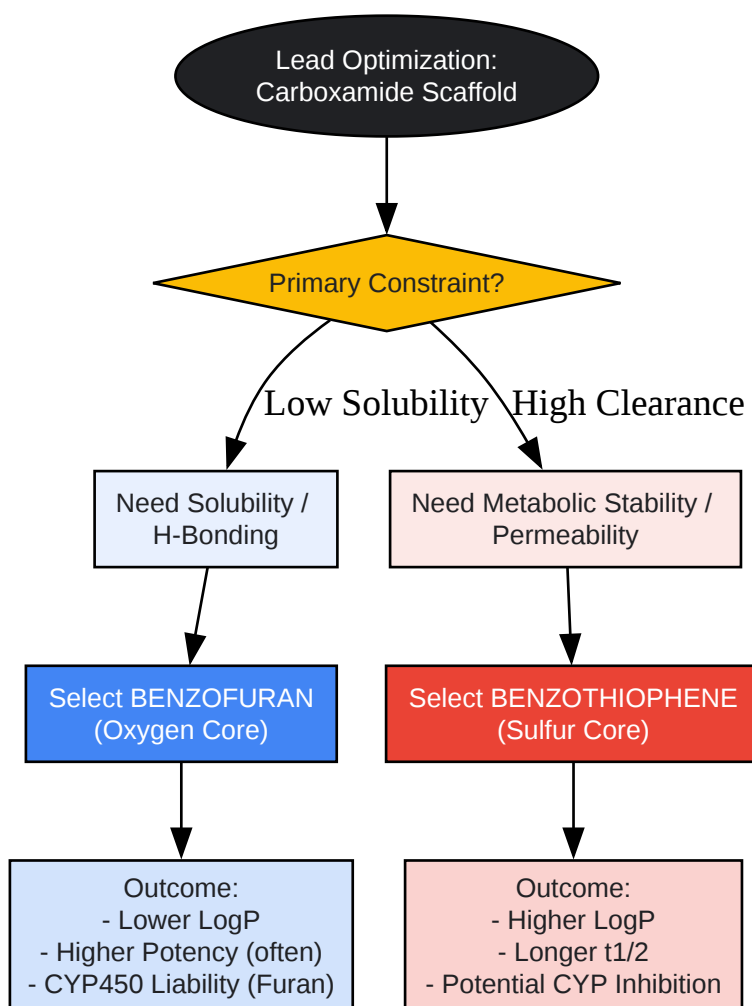 Lead Optimization:
Carboxamide Scaffold
Primary Constraint?
Low Solubility
High Clearance
Need Solubility /
H-Bonding
Need Metabolic Stability /
Permeability
Select BENZOFURAN
(Oxygen Core)
Select BENZOTHIOPHENE
(Sulfur Core)
Outcome:
- Lower LogP
- Higher Potency (often)
- CYP450 Liability (Furan)
Outcome:
- Higher LogP
- Longer t1/2
- Potential CYP Inhibition